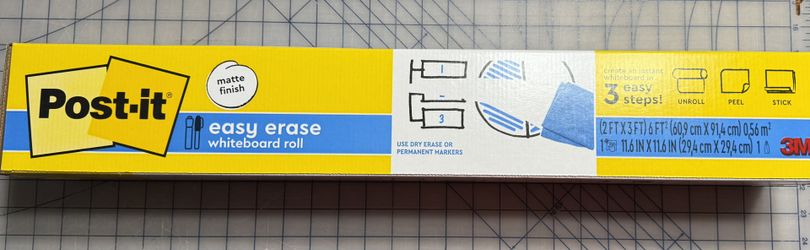 Post-it®
matte
finish
easy erase
whiteboard roll
1
3
USE DRY ERASE OR
PERMANENT MARKERS
create an instant
whiteboard in...
3 easy
steps!
UNROLL
PEEL
STICK
(2 FT X 3 FT) 6 FT² (60,9 cm X 91,4 cm) 0,56 m²
1 11.6 IN X 11.6 IN (29,4 cm X 29,4 cm) 1
3M